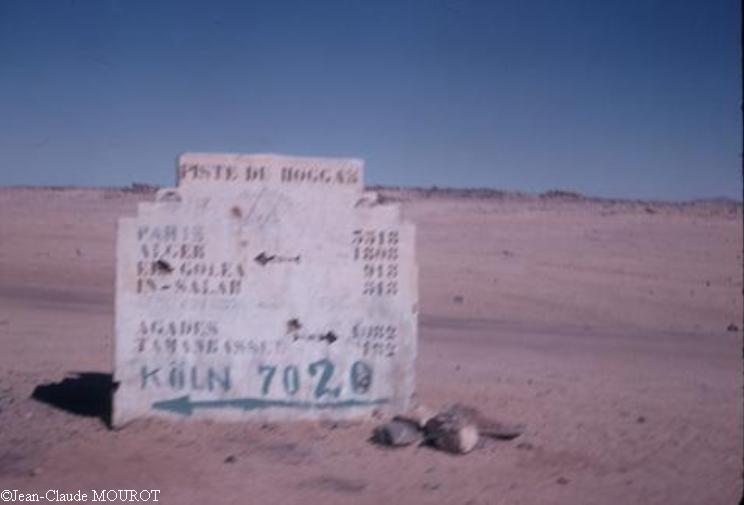 PISTE DU HOGGAR
PARIS 3318
ALGER 1808
EL-GOLEA 918
IN-SALAH 518
AGADES 1082
TAMANRASSET 182
KÖLN 7020
©Jean-Claude MOUROT